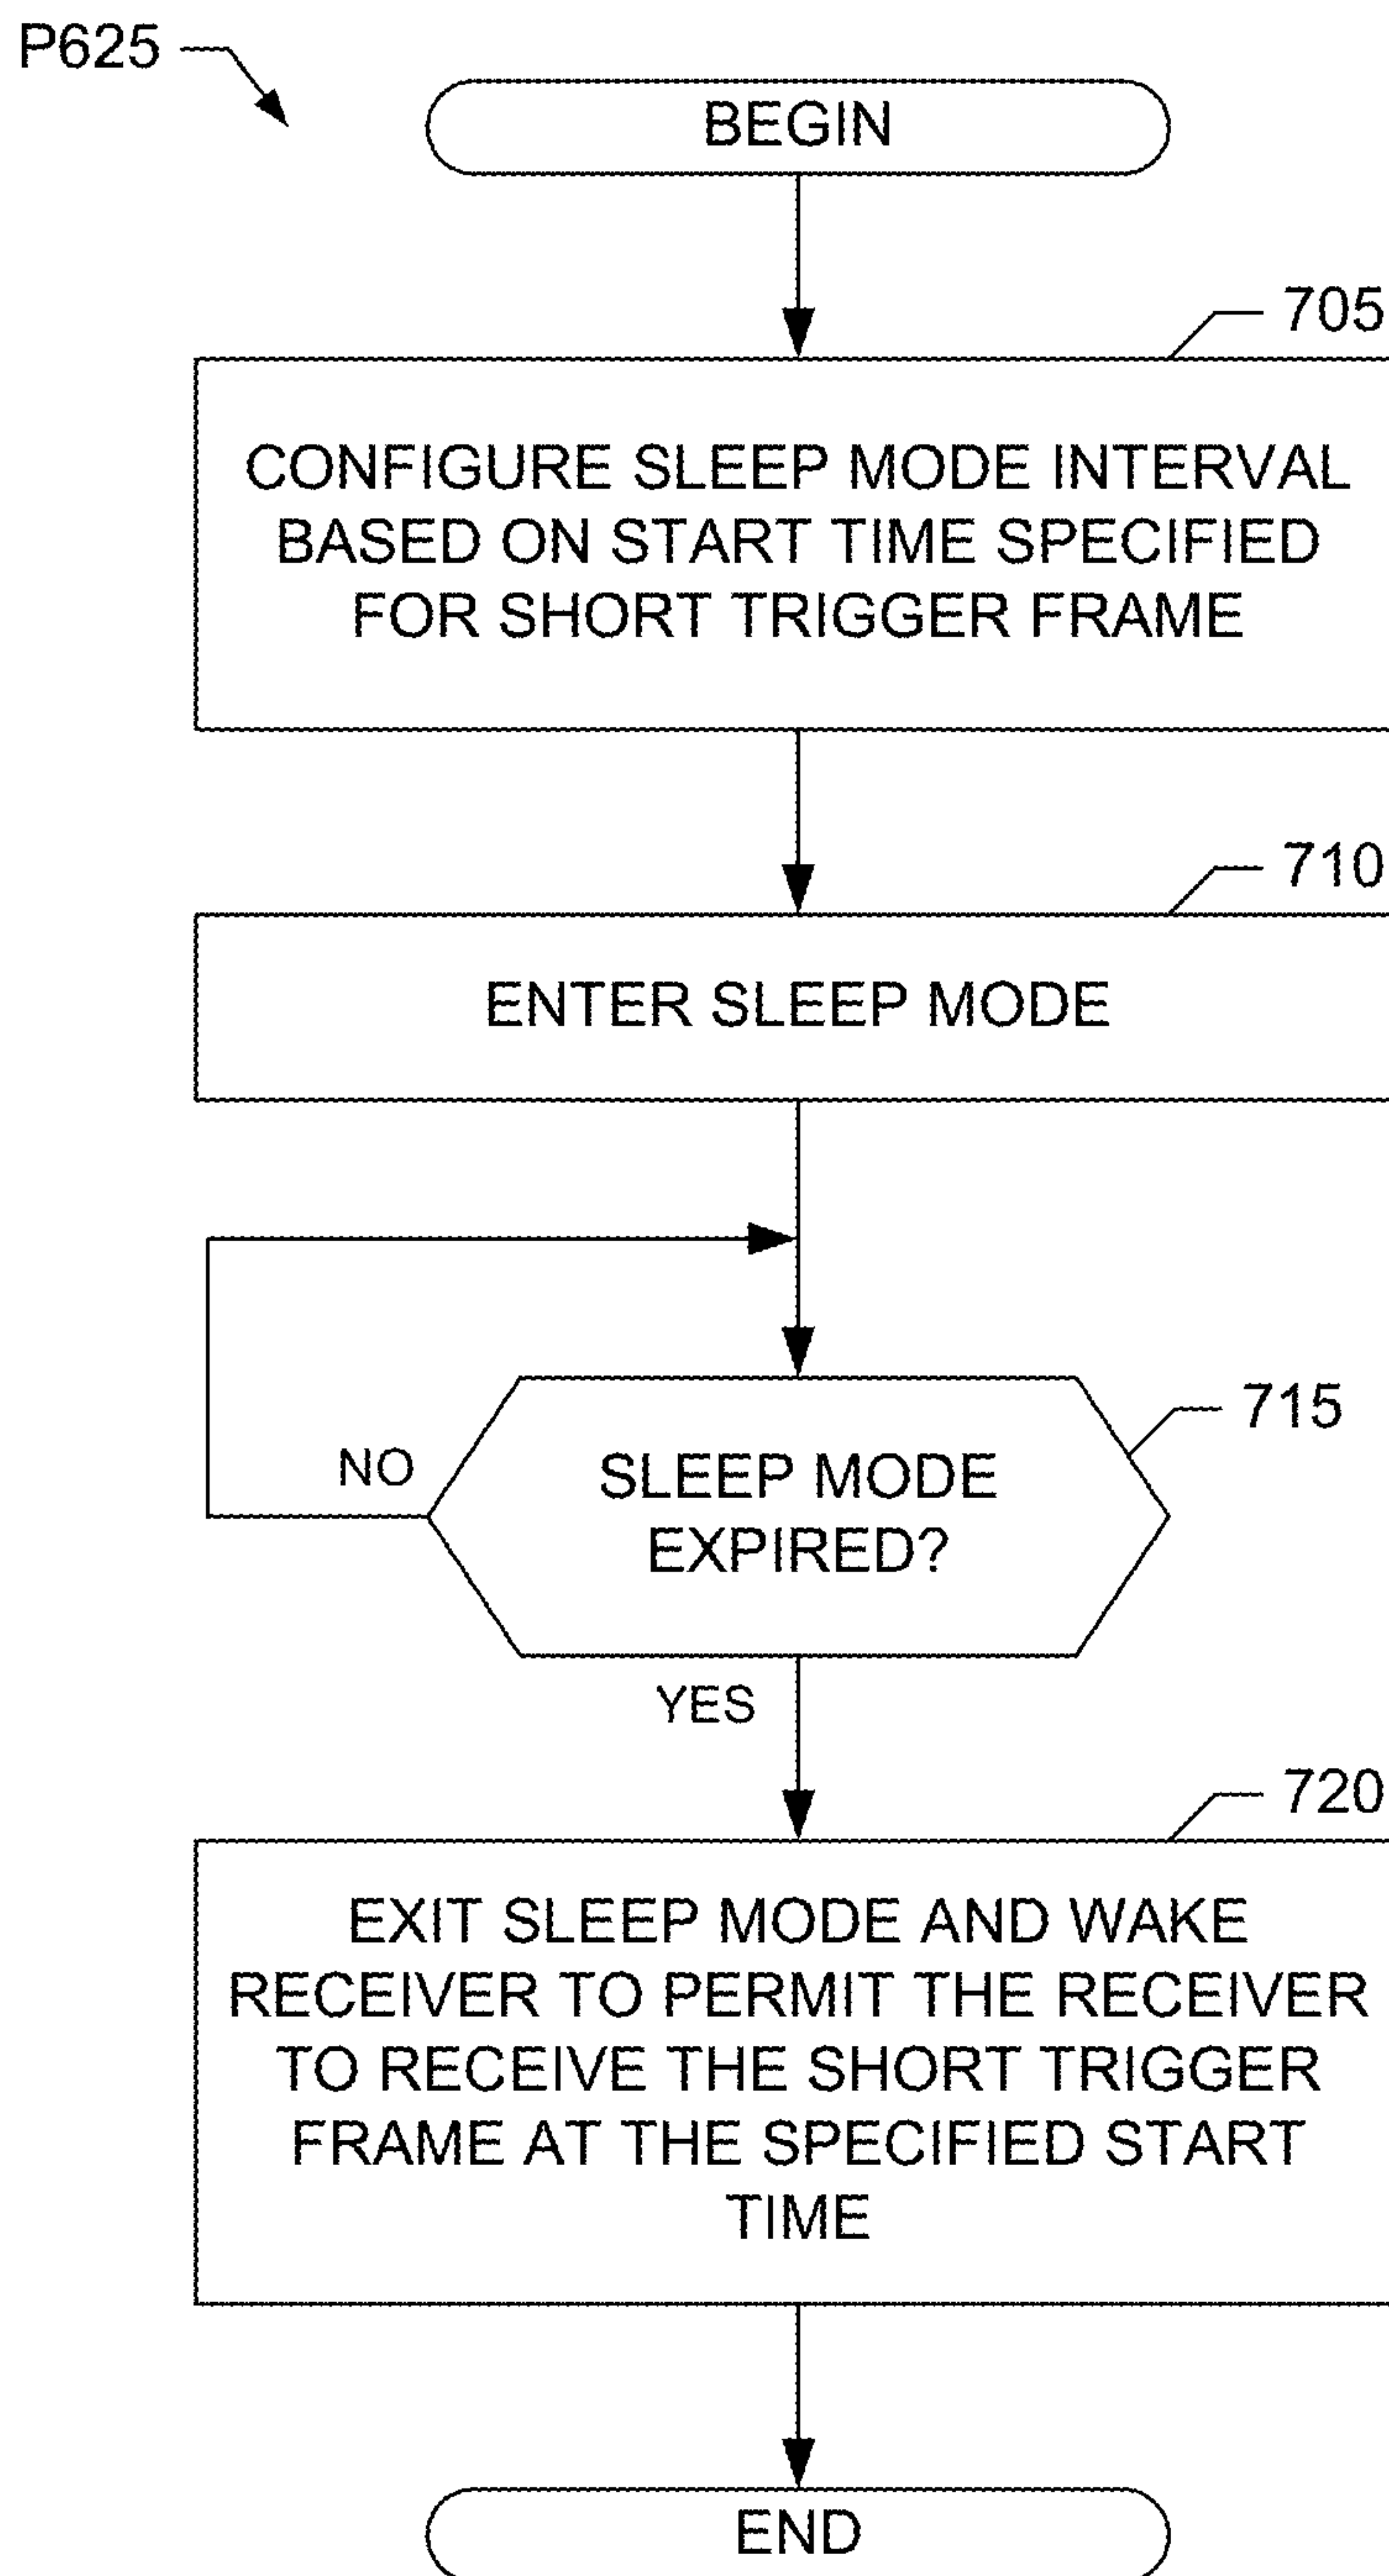 P625
BEGIN
705
CONFIGURE SLEEP MODE INTERVAL
BASED ON START TIME SPECIFIED
FOR SHORT TRIGGER FRAME
710
ENTER SLEEP MODE
715
SLEEP MODE
EXPIRED?
NO
YES
720
EXIT SLEEP MODE AND WAKE
RECEIVER TO PERMIT THE RECEIVER
TO RECEIVE THE SHORT TRIGGER
FRAME AT THE SPECIFIED START
TIME
END